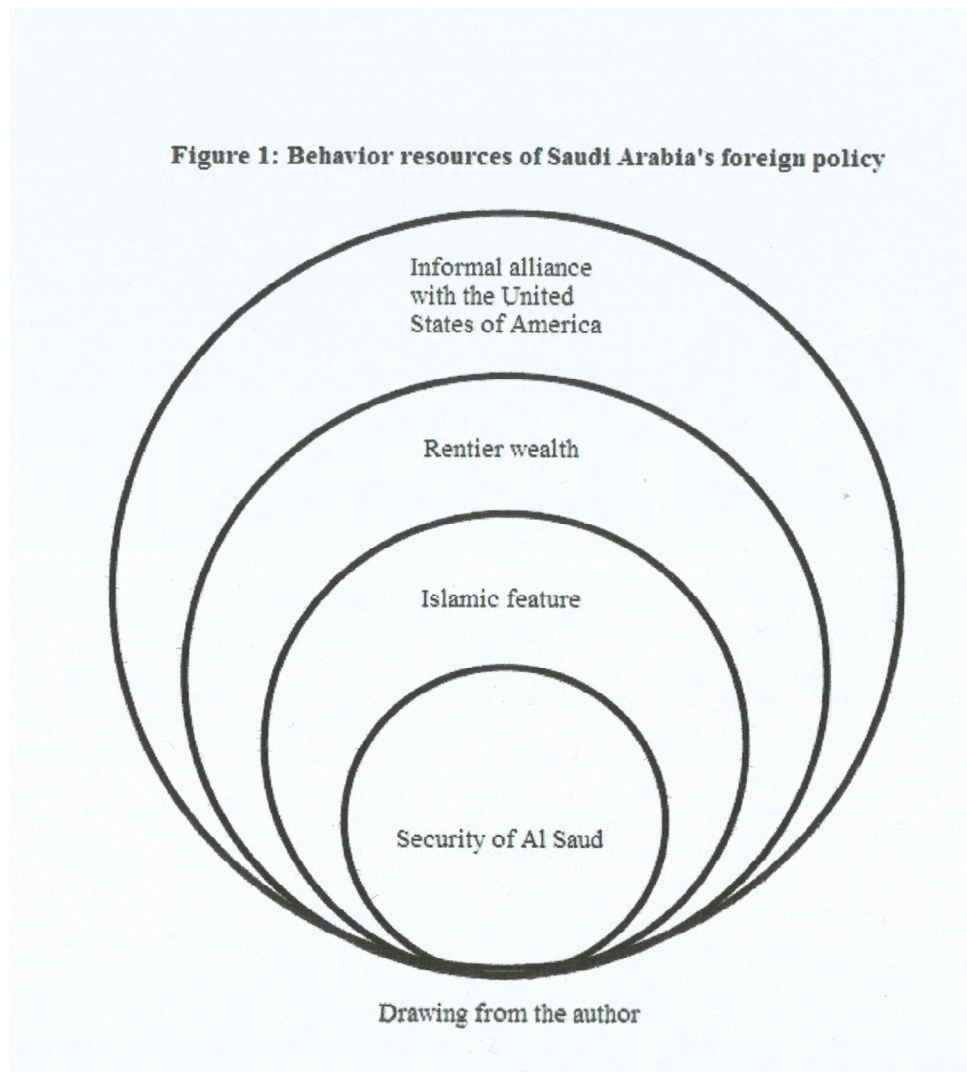 Figure 1: Behavior resources of Saudi Arabia's foreign policy
Informal alliance
with the United
States of America
Rentier wealth
Islamic feature
Security of Al Saud
Drawing from the author